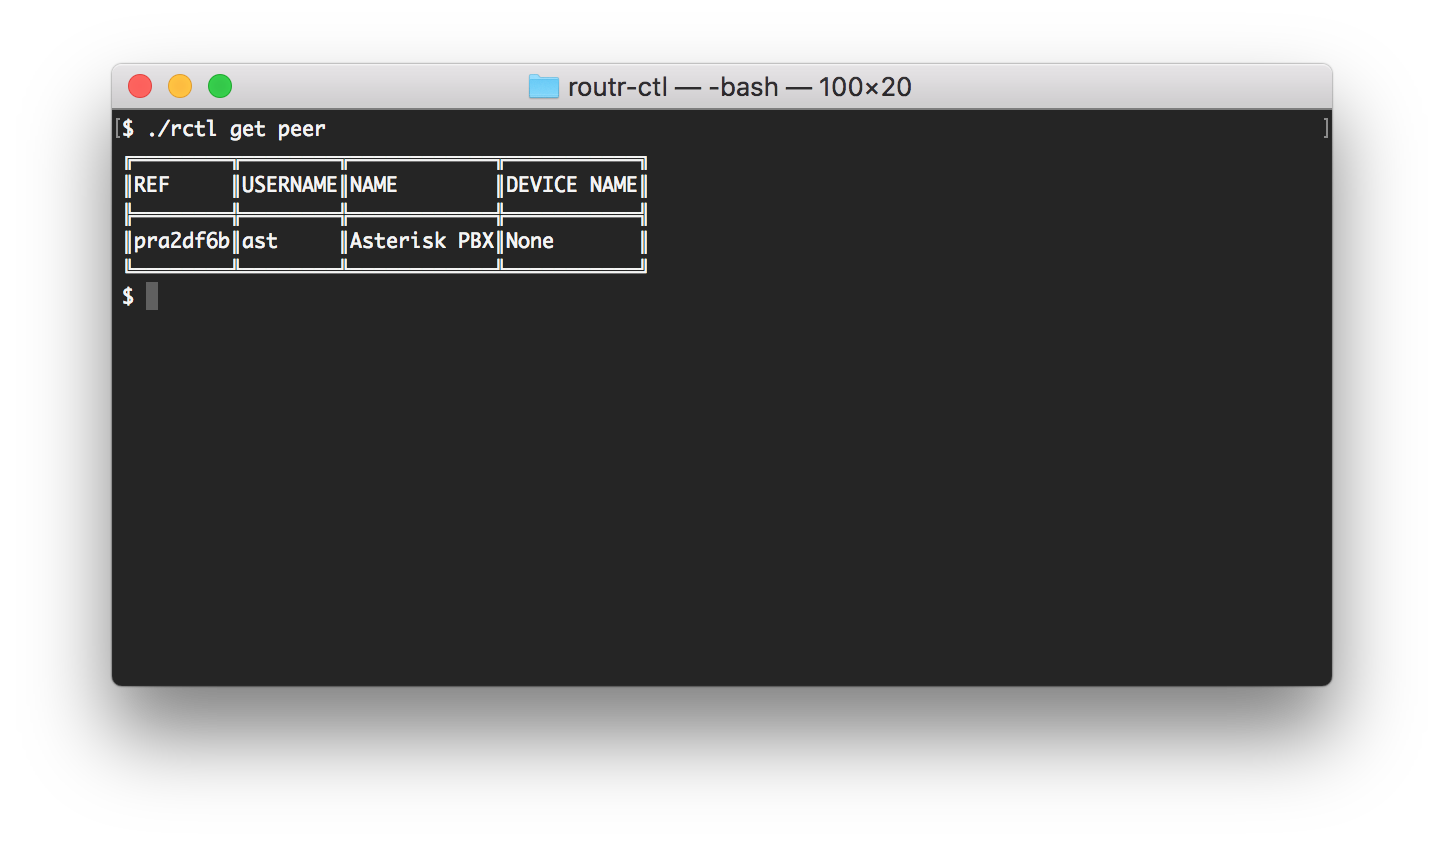 routr-ctl — -bash — 100×20
[$ ./rctl get peer ]
REF USERNAME NAME DEVICE NAME
pra2df6b ast Asterisk PBX None
$